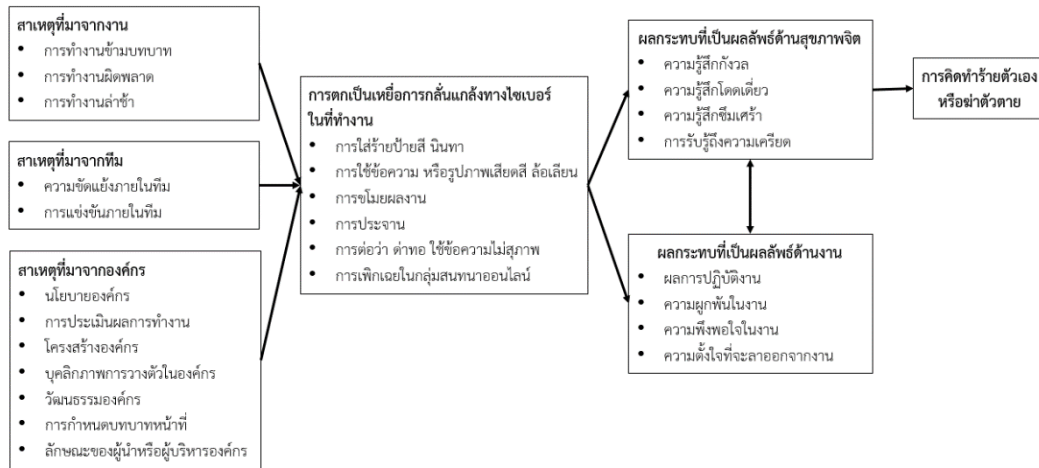 สาเหตุที่มาจากงาน
• การทำงานข้ามบทบาท
• การทำงานผิดพลาด
• การทำงานล่าช้า
สาเหตุที่มาจากทีม
• ความขัดแย้งภายในทีม
• การแข่งขันภายในทีม
สาเหตุที่มาจากองค์กร
• นโยบายองค์กร
• การประเมินผลการทำงาน
• โครงสร้างองค์กร
• บุคลิกภาพการวางตัวในองค์กร
• วัฒนธรรมองค์กร
• การกำหนดบทบาทหน้าที่
• ลักษณะของผู้นำหรือผู้บริหารองค์กร
การตกเป็นเหยื่อการกลั่นแกล้งทางไซเบอร์
ในที่ทำงาน
• การใส่ร้ายป้ายสี นินทา
• การใช้ข้อความ หรือรูปภาพเสียดสี ล้อเลียน
• การขโมยผลงาน
• การประจาน
• การต่อว่า ด่าทอ ใช้ข้อความไม่สุภาพ
• การเพิกเฉยในกลุ่มสนทนาออนไลน์
ผลกระทบที่เป็นผลลัพธ์ด้านสุขภาพจิต
• ความรู้สึกกังวล
• ความรู้สึกโดดเดี่ยว
• ความรู้สึกซึมเศร้า
• การรับรู้ถึงความเครียด
ผลกระทบที่เป็นผลลัพธ์ด้านงาน
• ผลการปฏิบัติงาน
• ความผูกพันในงาน
• ความพึงพอใจในงาน
• ความตั้งใจที่จะลาออกจากงาน
การคิดทำร้ายตัวเอง
หรือฆ่าตัวตาย